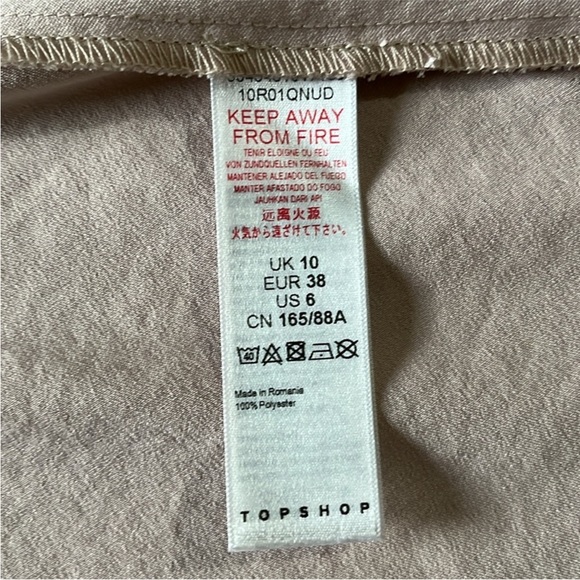 10R01QNUD
KEEP AWAY
FROM FIRE
TENIR ELOIGNE OU FEU
VON ZUNDQUELLEN FERNHALTEN
MANTENER ALEJADO DEL FUEGO
MANTER AFASTADO DO FOGO
JAUHKAN DARI API
远离火源
火気から遠ざけて下さい。
UK 10
EUR 38
US 6
CN 165/88A
40
Made in Romania
100% Polyester
TOPSHOP